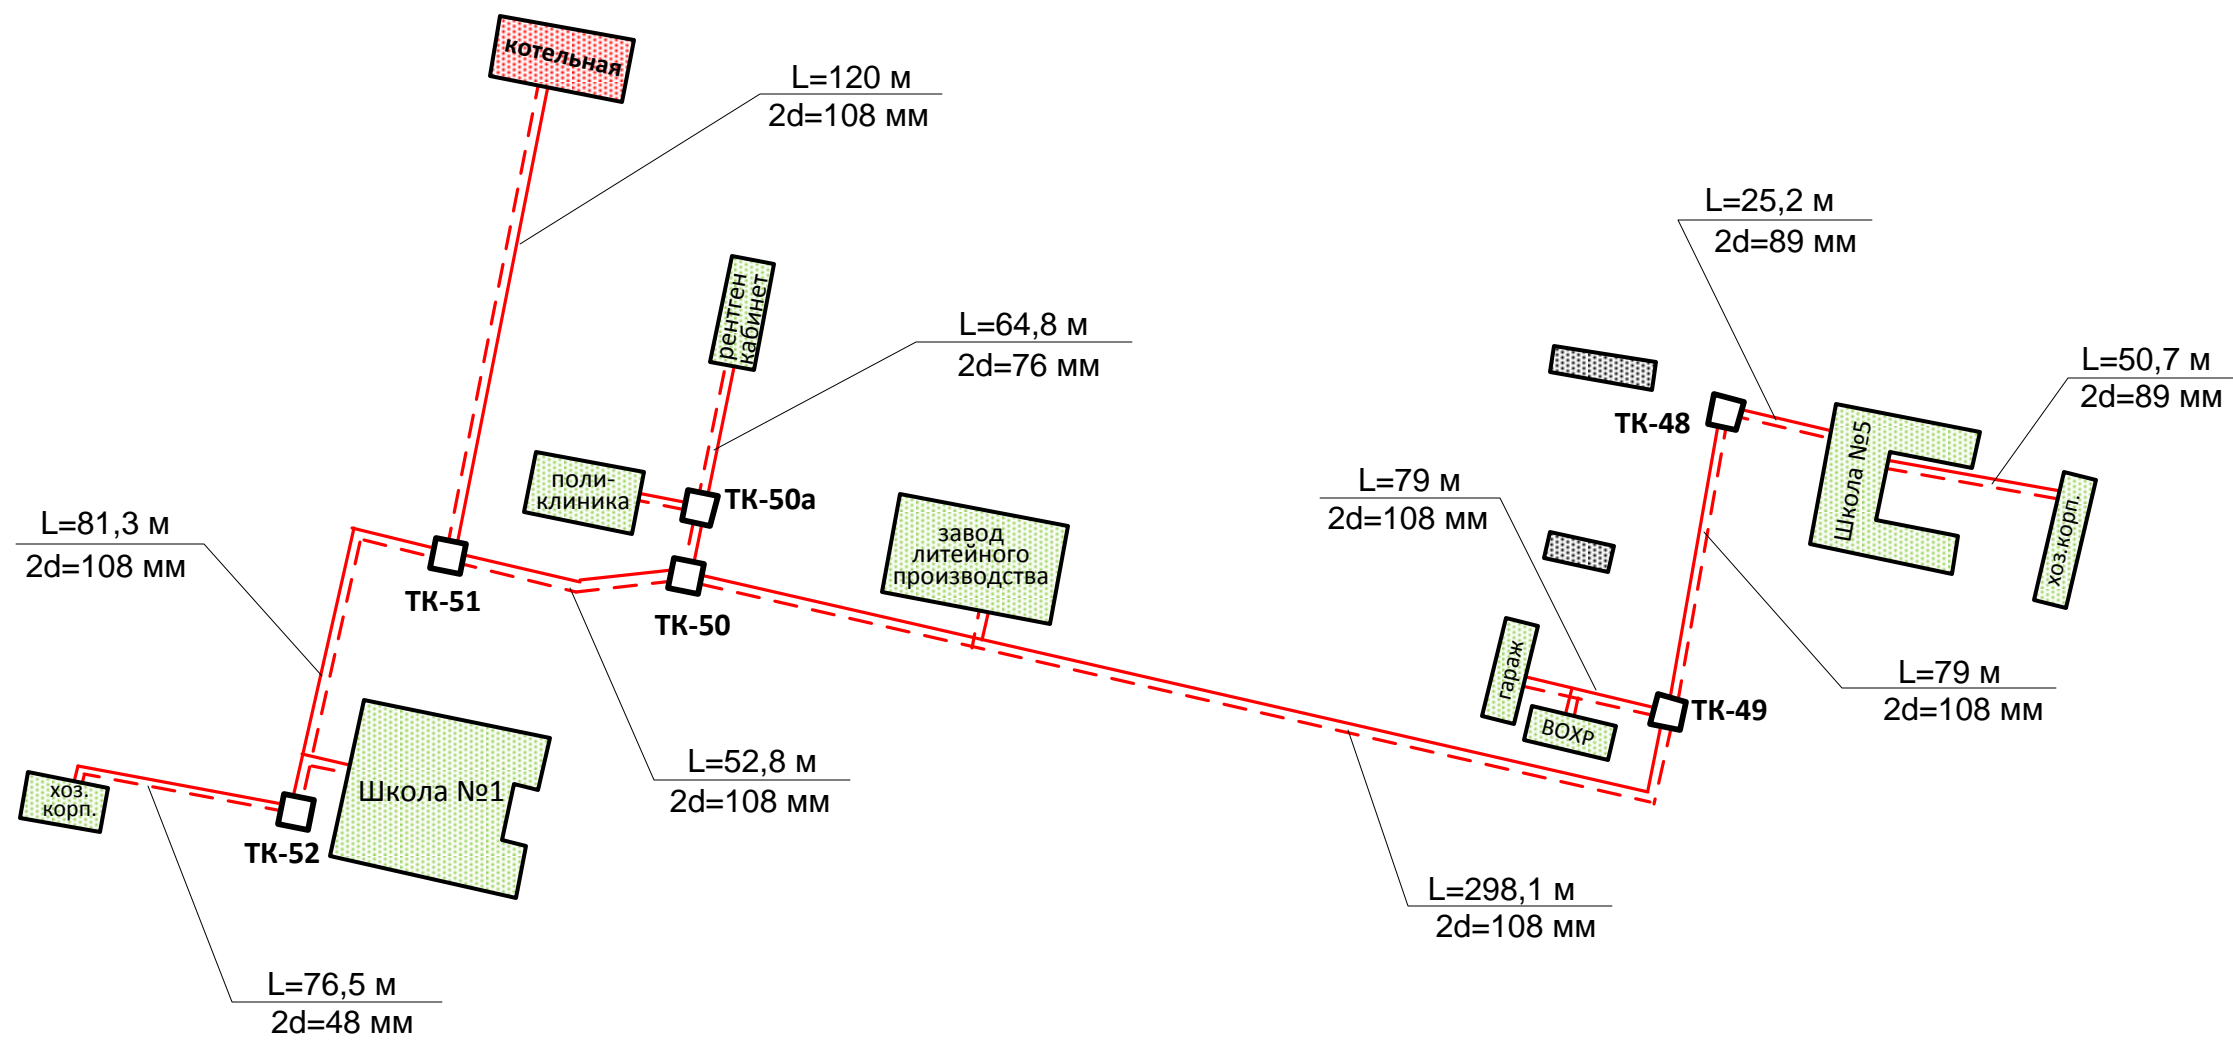 котельная
L=120 м
2d=108 мм
L=25,2 м
2d=89 мм
рентген
кабинет
L=64,8 м
2d=76 мм
L=50,7 м
2d=89 мм
ТК-48
Школа №5
хоз.корп.
поли-
клиника
ТК-50а
L=79 м
2d=108 мм
L=81,3 м
2d=108 мм
завод
литейного
производства
ТК-51
ТК-50
гараж
ВОХР
ТК-49
L=79 м
2d=108 мм
L=52,8 м
2d=108 мм
хоз.
корп.
Школа №1
ТК-52
L=298,1 м
2d=108 мм
L=76,5 м
2d=48 мм